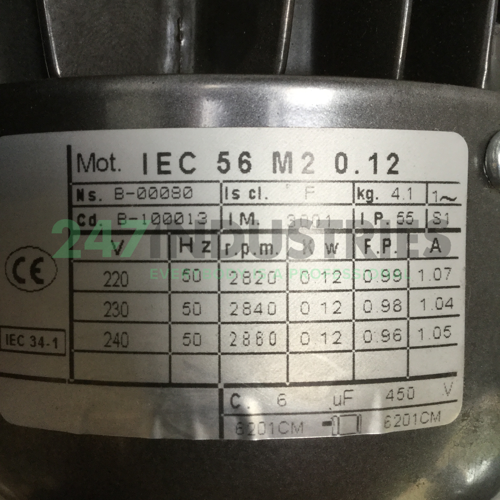 Mot. IEC 56 M2 0.12
Ns. B-00080 Is cl. F kg. 4.1 1~
Cd. B-100013 I.M. I.P. 55 S1
247INDUSTRIES
V Hz r.p.m. Kw F.P. A
CE
220 50 2820 0 12 0.99 1.07
230 50 2840 0 12 0.98 1.04
IEC 34-1
240 50 2860 0 12 0.96 1.05
C. 6 uF 450 V
6201CM 6201CM